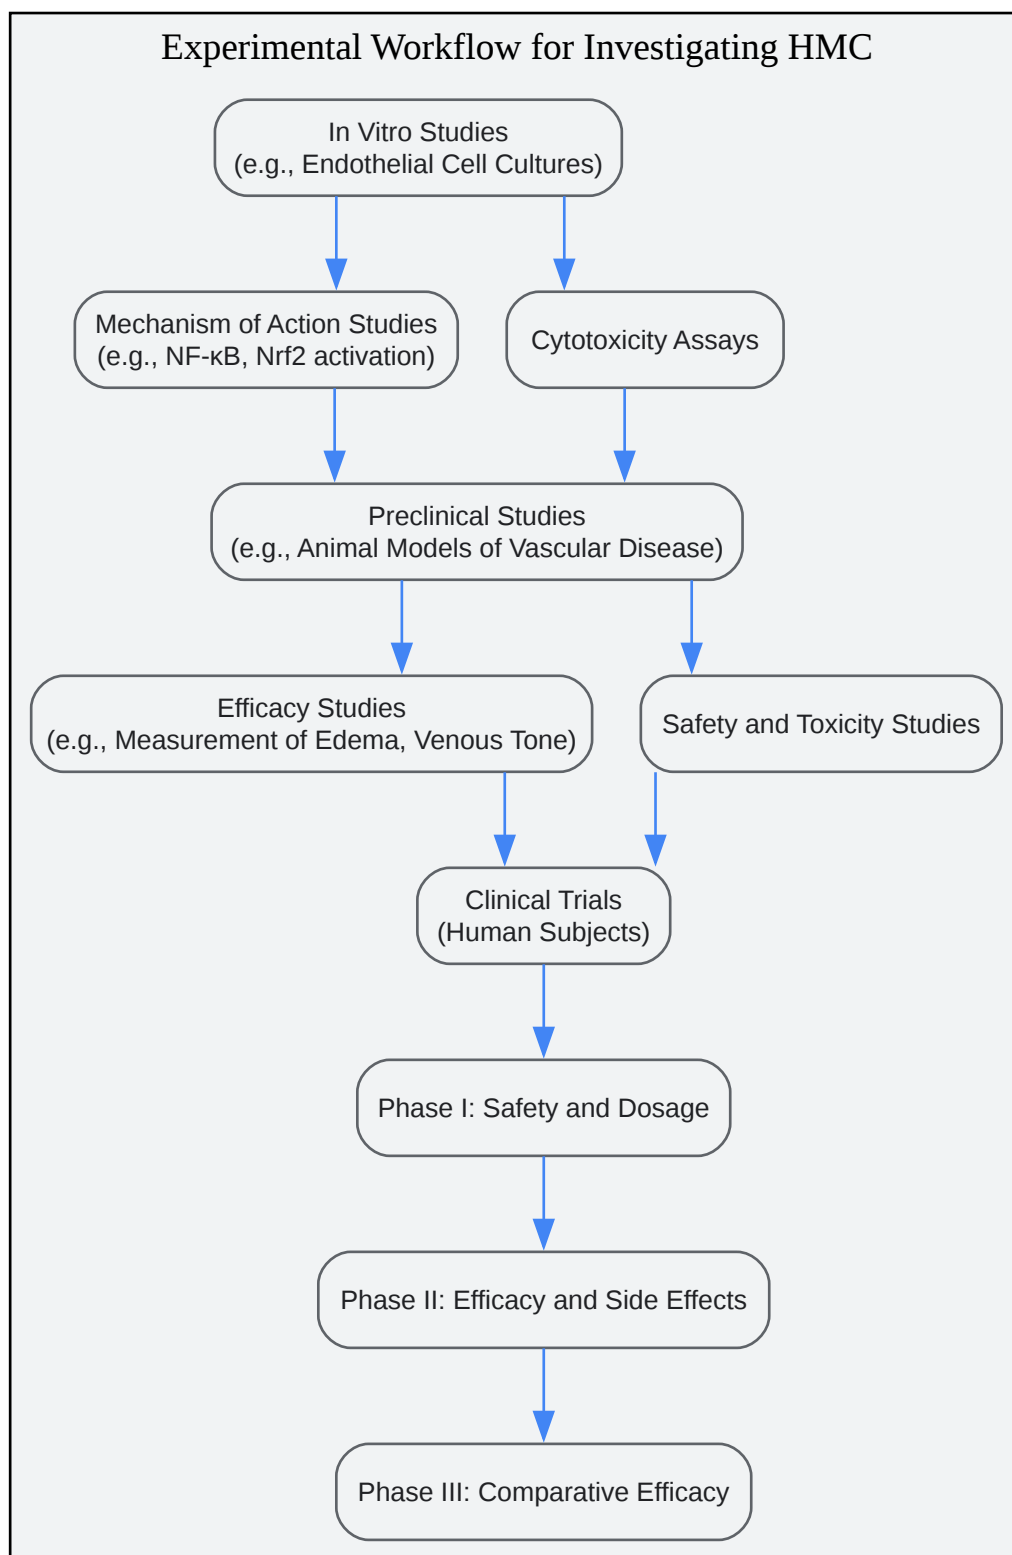 Experimental Workflow for Investigating HMC
In Vitro Studies
(e.g., Endothelial Cell Cultures)
Mechanism of Action Studies
(e.g., NF-κB, Nrf2 activation)
Cytotoxicity Assays
Preclinical Studies
(e.g., Animal Models of Vascular Disease)
Efficacy Studies
(e.g., Measurement of Edema, Venous Tone)
Safety and Toxicity Studies
Clinical Trials
(Human Subjects)
Phase I: Safety and Dosage
Phase II: Efficacy and Side Effects
Phase III: Comparative Efficacy